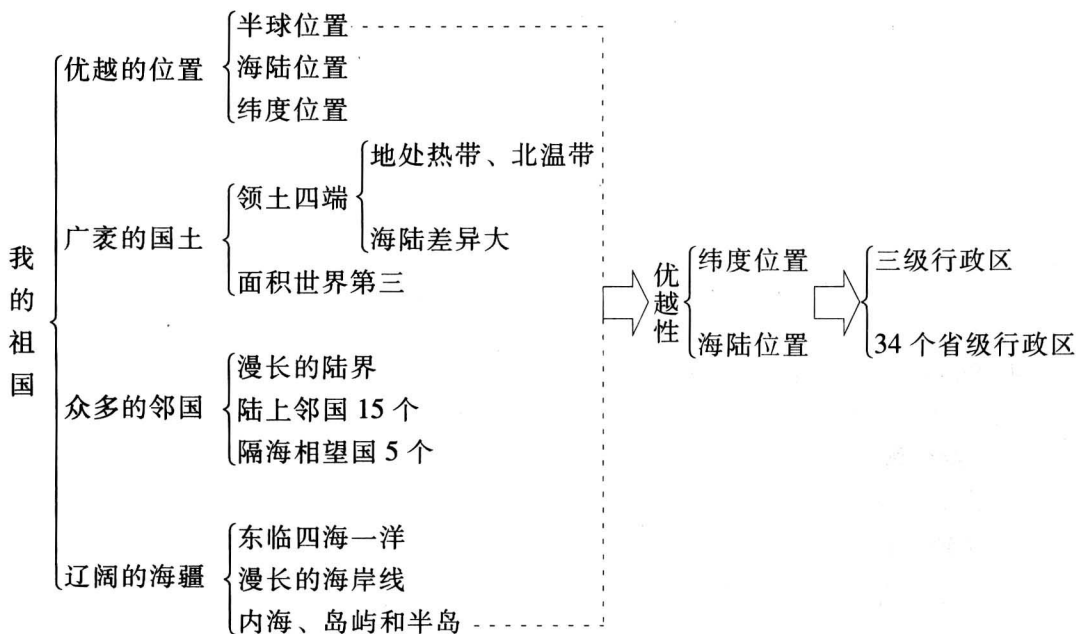 我的祖国
优越的位置
半球位置
海陆位置
纬度位置
广袤的国土
领土四端
地处热带、北温带
海陆差异大
面积世界第三
众多的邻国
漫长的陆界
陆上邻国 15 个
隔海相望国 5 个
辽阔的海疆
东临四海一洋
漫长的海岸线
内海、岛屿和半岛
优越性
纬度位置
海陆位置
三级行政区
34 个省级行政区